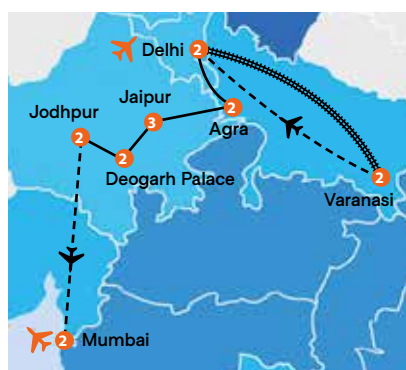 Delhi 2
Jaipur
Jodhpur
3
2
Agra
2
2
Deogarh Palace
2
Varanasi
2 Mumbai